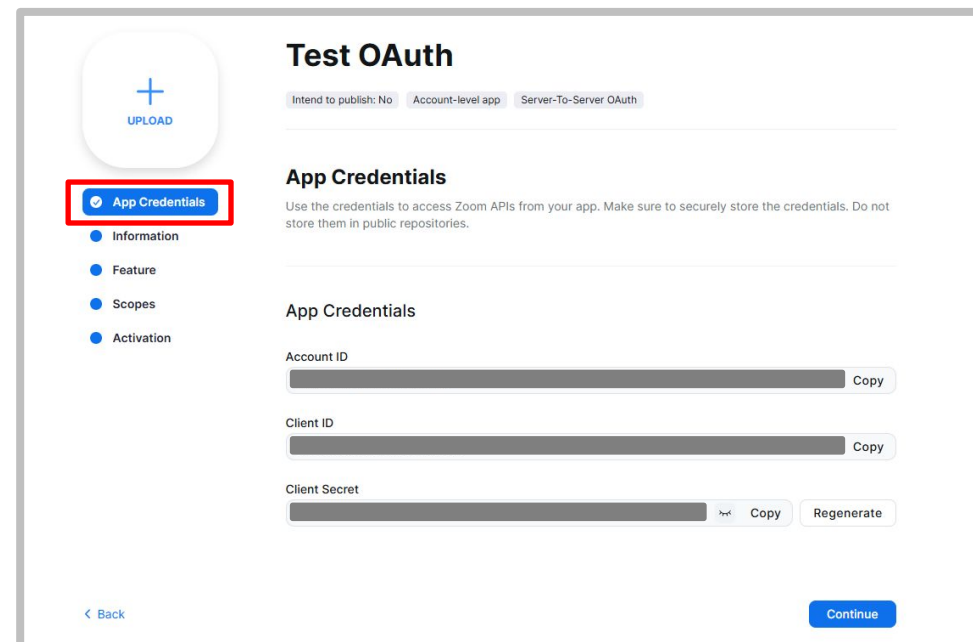 Test OAuth
Intend to publish: No Account-level app Server-To-Server OAuth
UPLOAD
App Credentials
Information
Feature
Scopes
Activation
App Credentials
Use the credentials to access Zoom APIs from your app. Make sure to securely store the credentials. Do not
store them in public repositories.
App Credentials
Account ID
Copy
Client ID
Copy
Client Secret
Copy Regenerate
Back
Continue